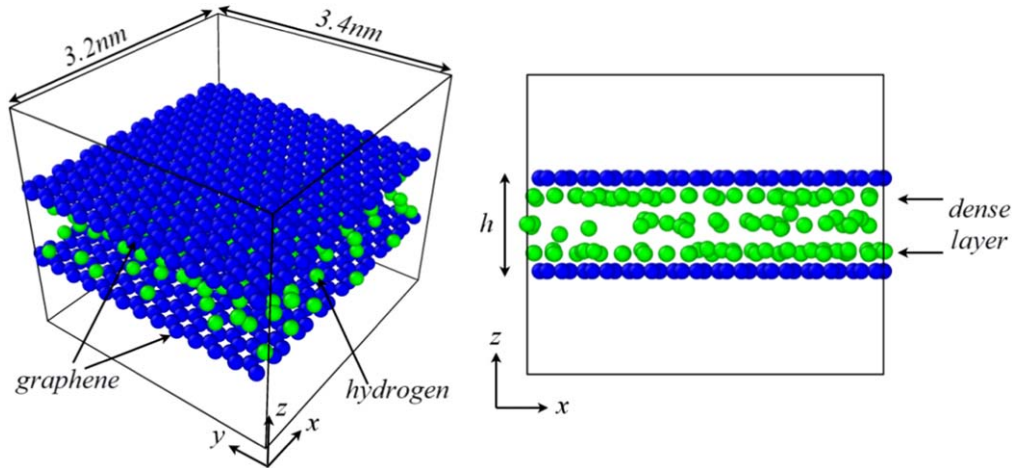 3.2nm
3.4nm
graphene
hydrogen
z
x
y
h
dense
layer
z
x